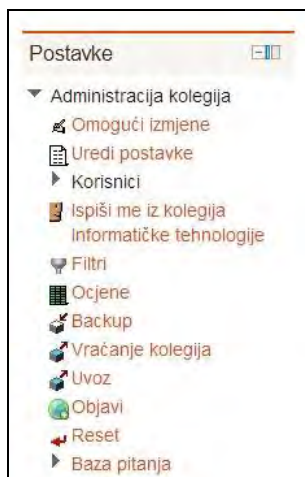 Postavke
Administracija kolegija
Omogući izmjene
Uredi postavke
Korisnici
Ispiši me iz kolegija
Informatičke tehnologije
Filtri
Ocjene
Backup
Vraćanje kolegija
Uvoz
Objavi
Reset
Baza pitanja